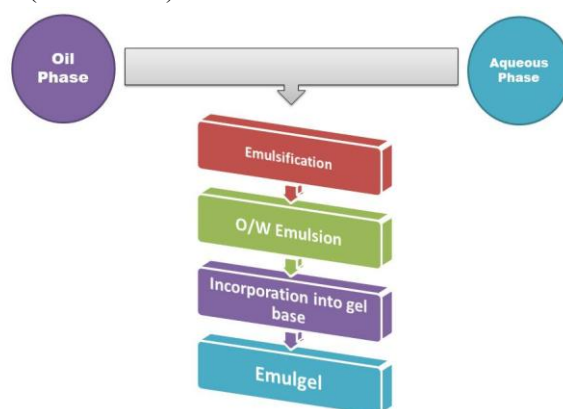 Oil
Phase
Aqueous
Phase
Emulsification
O/W Emulsion
Incorporation into gel
base
Emulgel